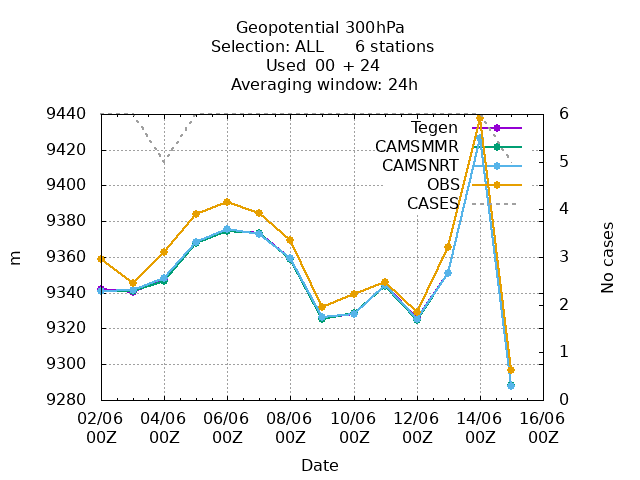 Geopotential 300hPa
Selection: ALL 6 stations
Used 00 + 24
Averaging window: 24h
9440
9420
9400
9380
9360
9340
9320
9300
9280
m
6
5
4
3
2
1
0
No cases
Tegen
CAMSMMR
CAMSNRT
OBS
CASES
02/06 04/06 06/06 08/06 10/06 12/06 14/06 16/06
00Z 00Z 00Z 00Z 00Z 00Z 00Z 00Z
Date